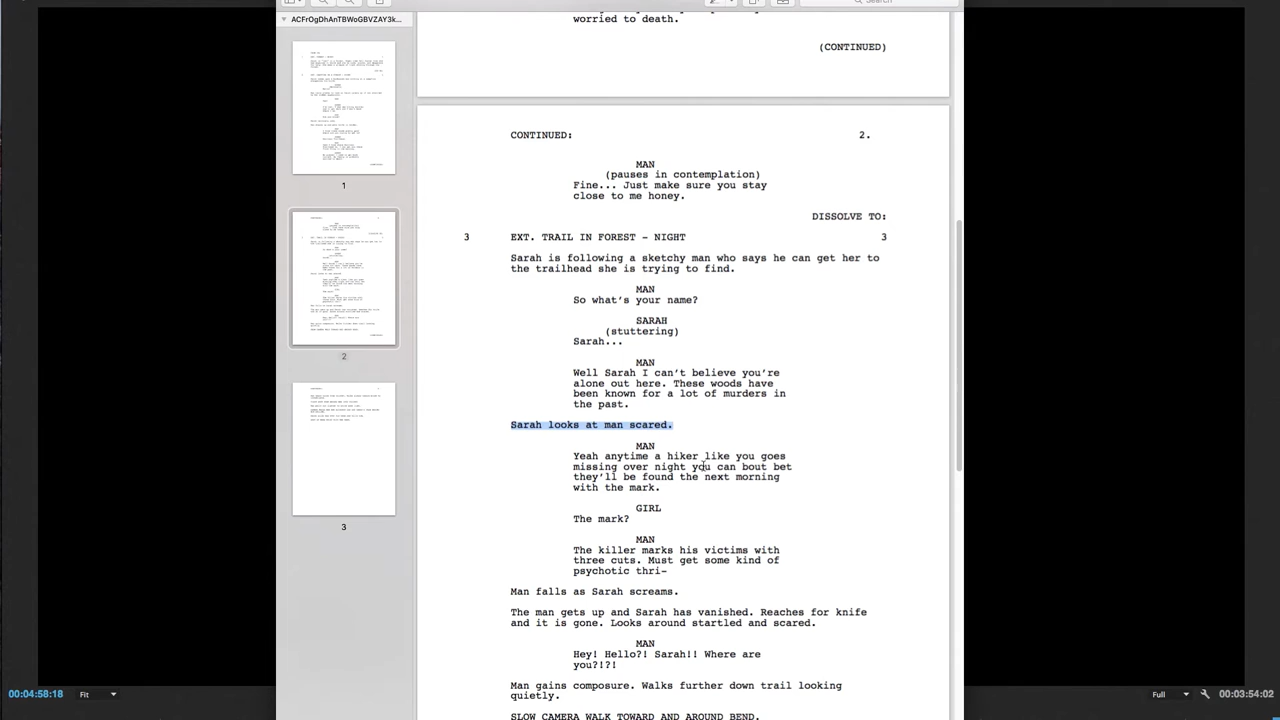 Search
ACFrOgDhAnTBWoGBVZAY3k...
worried to death.
(CONTINUED)
CONTINUED:
2.
MAN
(pauses in contemplation)
Fine... Just make sure you stay
close to me honey.
DISSOLVE TO:
3 EXT. TRAIL IN FOREST - NIGHT 3
Sarah is following a sketchy man who says he can get her to
the trailhead she is trying to find.
MAN
So what's your name?
SARAH
(stuttering)
Sarah...
MAN
Well Sarah I can't believe you're
alone out here. These woods have
been known for a lot of murders in
the past.
Sarah looks at man scared.
MAN
Yeah anytime a hiker like you goes
missing over night you can bout bet
they'll be found the next morning
with the mark.
GIRL
The mark?
MAN
The killer marks his victims with
three cuts. Must get some kind of
psychotic thri-
Man falls as Sarah screams.
The man gets up and Sarah has vanished. Reaches for knife
and it is gone. Looks around startled and scared.
MAN
Hey! Hello?! Sarah!! Where are
you?!?!
Man gains composure. Walks further down trail looking
quietly.
SLOW CAMERA WALK TOWARD AND AROUND BEND.
1
2
3
00:04:58:18
Fit
Full
00:03:54:02